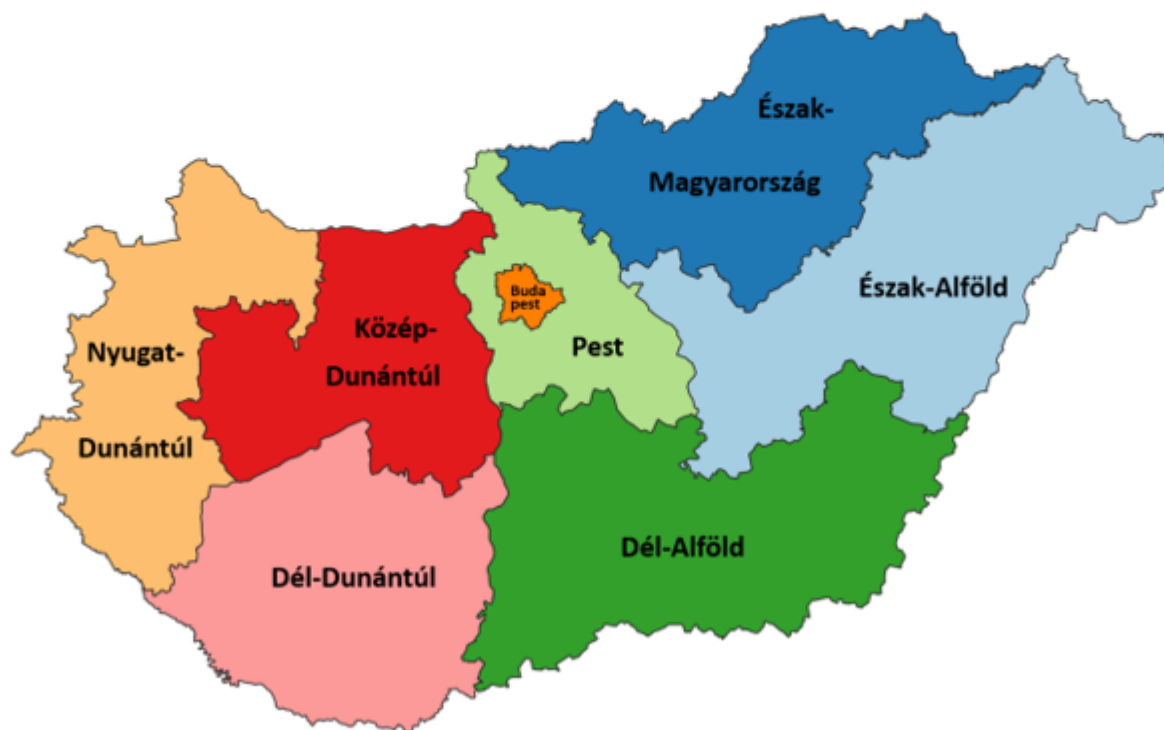 Észak-
Magyarország
Észak-Alföld
Buda
pest
Közép-
Dunántúl
Pest
Nyugat-
Dunántúl
Dél-Alföld
Dél-Dunántúl